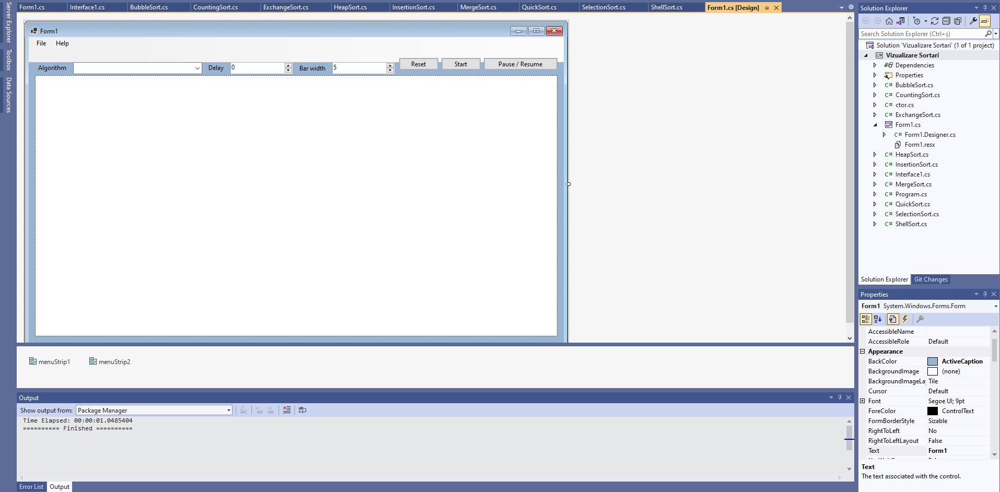 Form1.cs Interface1.cs BubbleSort.cs CountingSort.cs ExchangeSort.cs HeapSort.cs InsertionSort.cs MergeSort.cs QuickSort.cs SelectionSort.cs ShellSort.cs Form1.cs [Design]
Server Explorer
Toolbox
Data Sources
Form1
File Help
Algorithm Delay 0 Bar width 5 Reset Start Pause / Resume
menuStrip1 menuStrip2
Output
Show output from: Package Manager
Time Elapsed: 00:00:01.0485404
========== Finished ==========
Error List Output
Solution Explorer
Search Solution Explorer (Ctrl+ș)
Solution 'Vizualizare Sortari' (1 of 1 project)
Vizualizare Sortari
Dependencies
Properties
C# BubbleSort.cs
C# CountingSort.cs
C# ctor.cs
C# ExchangeSort.cs
Form1.cs
C# Form1.Designer.cs
Form1.resx
C# HeapSort.cs
C# InsertionSort.cs
C# Interface1.cs
C# MergeSort.cs
C# Program.cs
C# QuickSort.cs
C# SelectionSort.cs
C# ShellSort.cs
Solution Explorer Git Changes
Properties
Form1 System.Windows.Forms.Form
AccessibleName
AccessibleRole Default
Appearance
BackColor ActiveCaption
BackgroundImage (none)
BackgroundImageLay Tile
Cursor Default
Font Segoe UI; 9pt
ForeColor ControlText
FormBorderStyle Sizable
RightToLeft No
RightToLeftLayout False
Text Form1
Text
The text associated with the control.